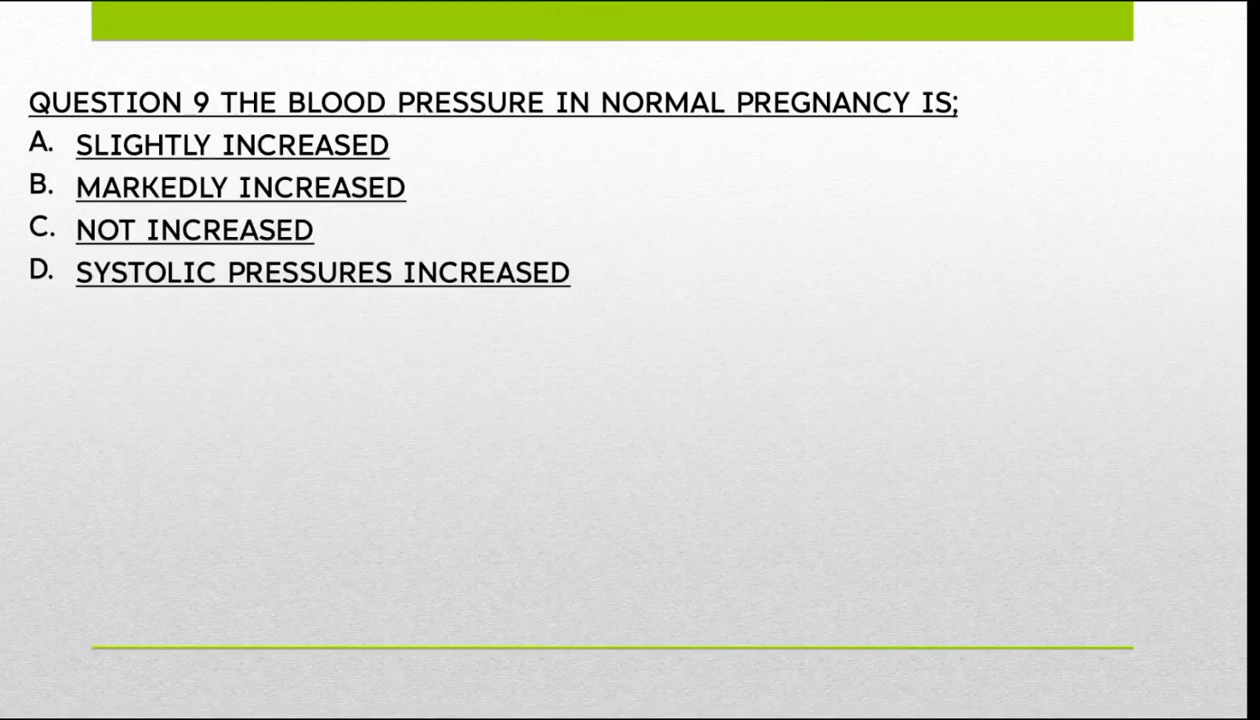 QUESTION 9 THE BLOOD PRESSURE IN NORMAL PREGNANCY IS;
A. SLIGHTLY INCREASED
B. MARKEDLY INCREASED
C. NOT INCREASED
D. SYSTOLIC PRESSURES INCREASED